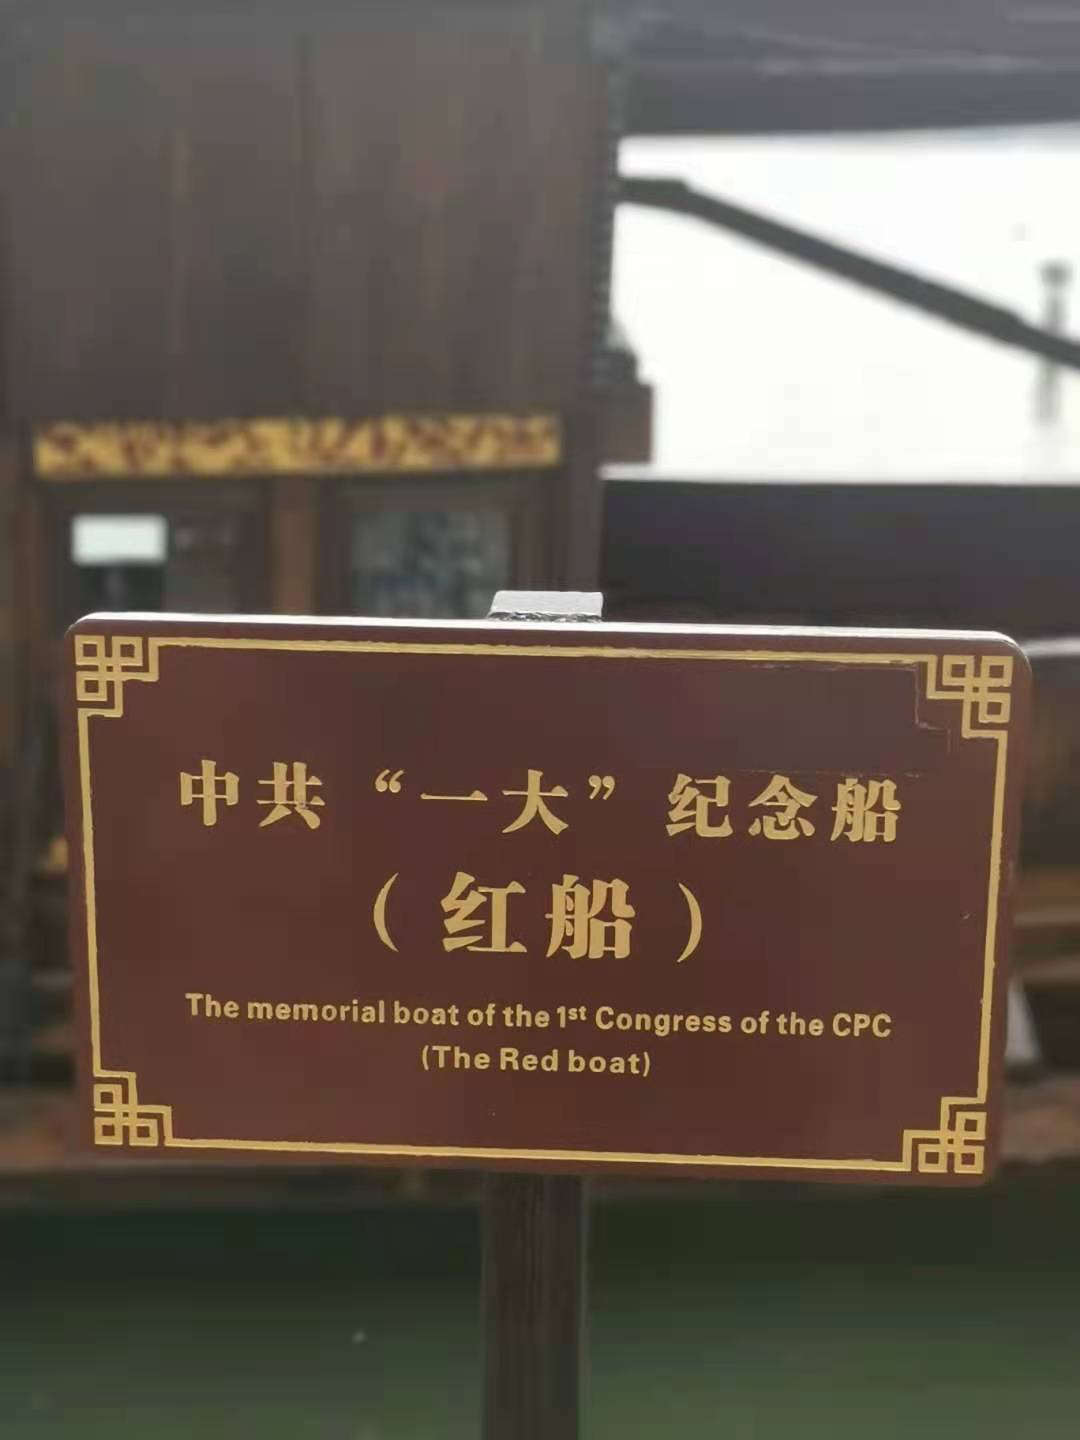 中共“一大”纪念船
（红船）
The memorial boat of the 1st Congress of the CPC
(The Red boat)